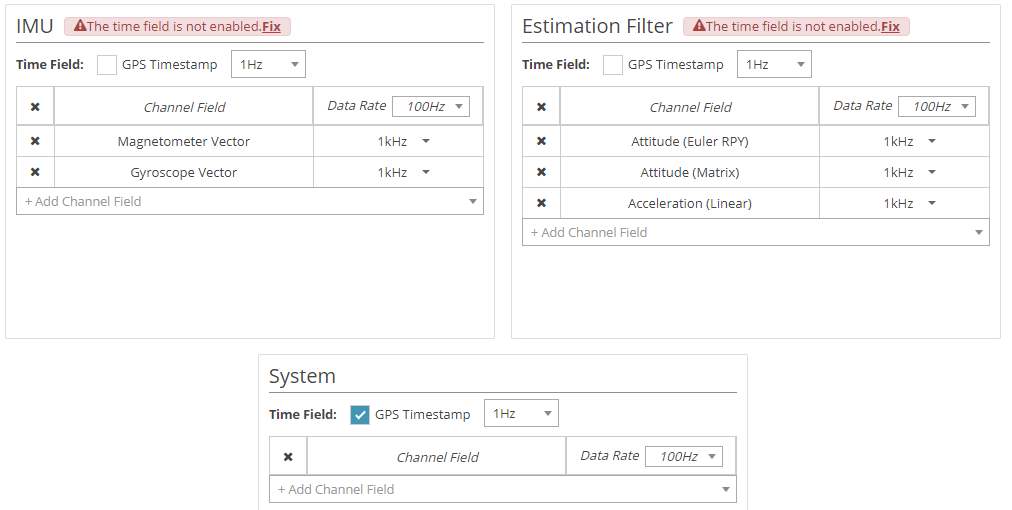 IMU The time field is not enabled.Fix
Time Field: GPS Timestamp 1Hz
Channel Field Data Rate 100Hz
Magnetometer Vector 1kHz
Gyroscope Vector 1kHz
+ Add Channel Field
Estimation Filter The time field is not enabled.Fix
Time Field: GPS Timestamp 1Hz
Channel Field Data Rate 100Hz
Attitude (Euler RPY) 1kHz
Attitude (Matrix) 1kHz
Acceleration (Linear) 1kHz
+ Add Channel Field
System
Time Field: GPS Timestamp 1Hz
Channel Field Data Rate 100Hz
+ Add Channel Field